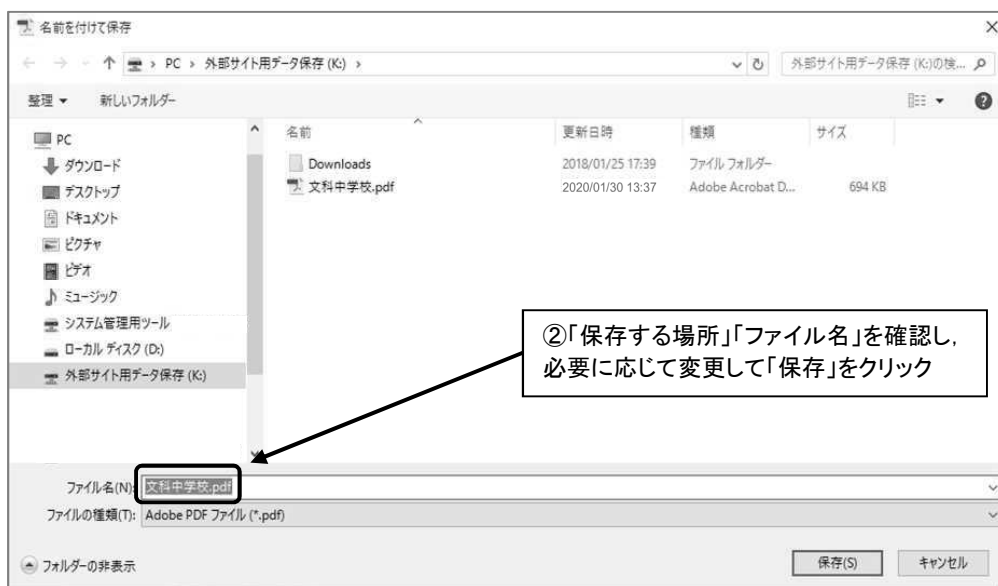 名前を付けて保存
PC › 外部サイト用データ保存 (K:) ›
外部サイト用データ保存 (K:)の検...
整理 新しいフォルダー
名前 更新日時 種類 サイズ
PC
ダウンロード
デスクトップ
ドキュメント
ピクチャ
ビデオ
ミュージック
システム管理用ツール
ローカル ディスク (D:)
外部サイト用データ保存 (K:)
Downloads 2018/01/25 17:39 ファイル フォルダー
文科中学校.pdf 2020/01/30 13:37 Adobe Acrobat D... 694 KB
②「保存する場所」「ファイル名」を確認し,
必要に応じて変更して「保存」をクリック
ファイル名(N): 文科中学校.pdf
ファイルの種類(T): Adobe PDF ファイル (*.pdf)
フォルダーの非表示
保存(S) キャンセル